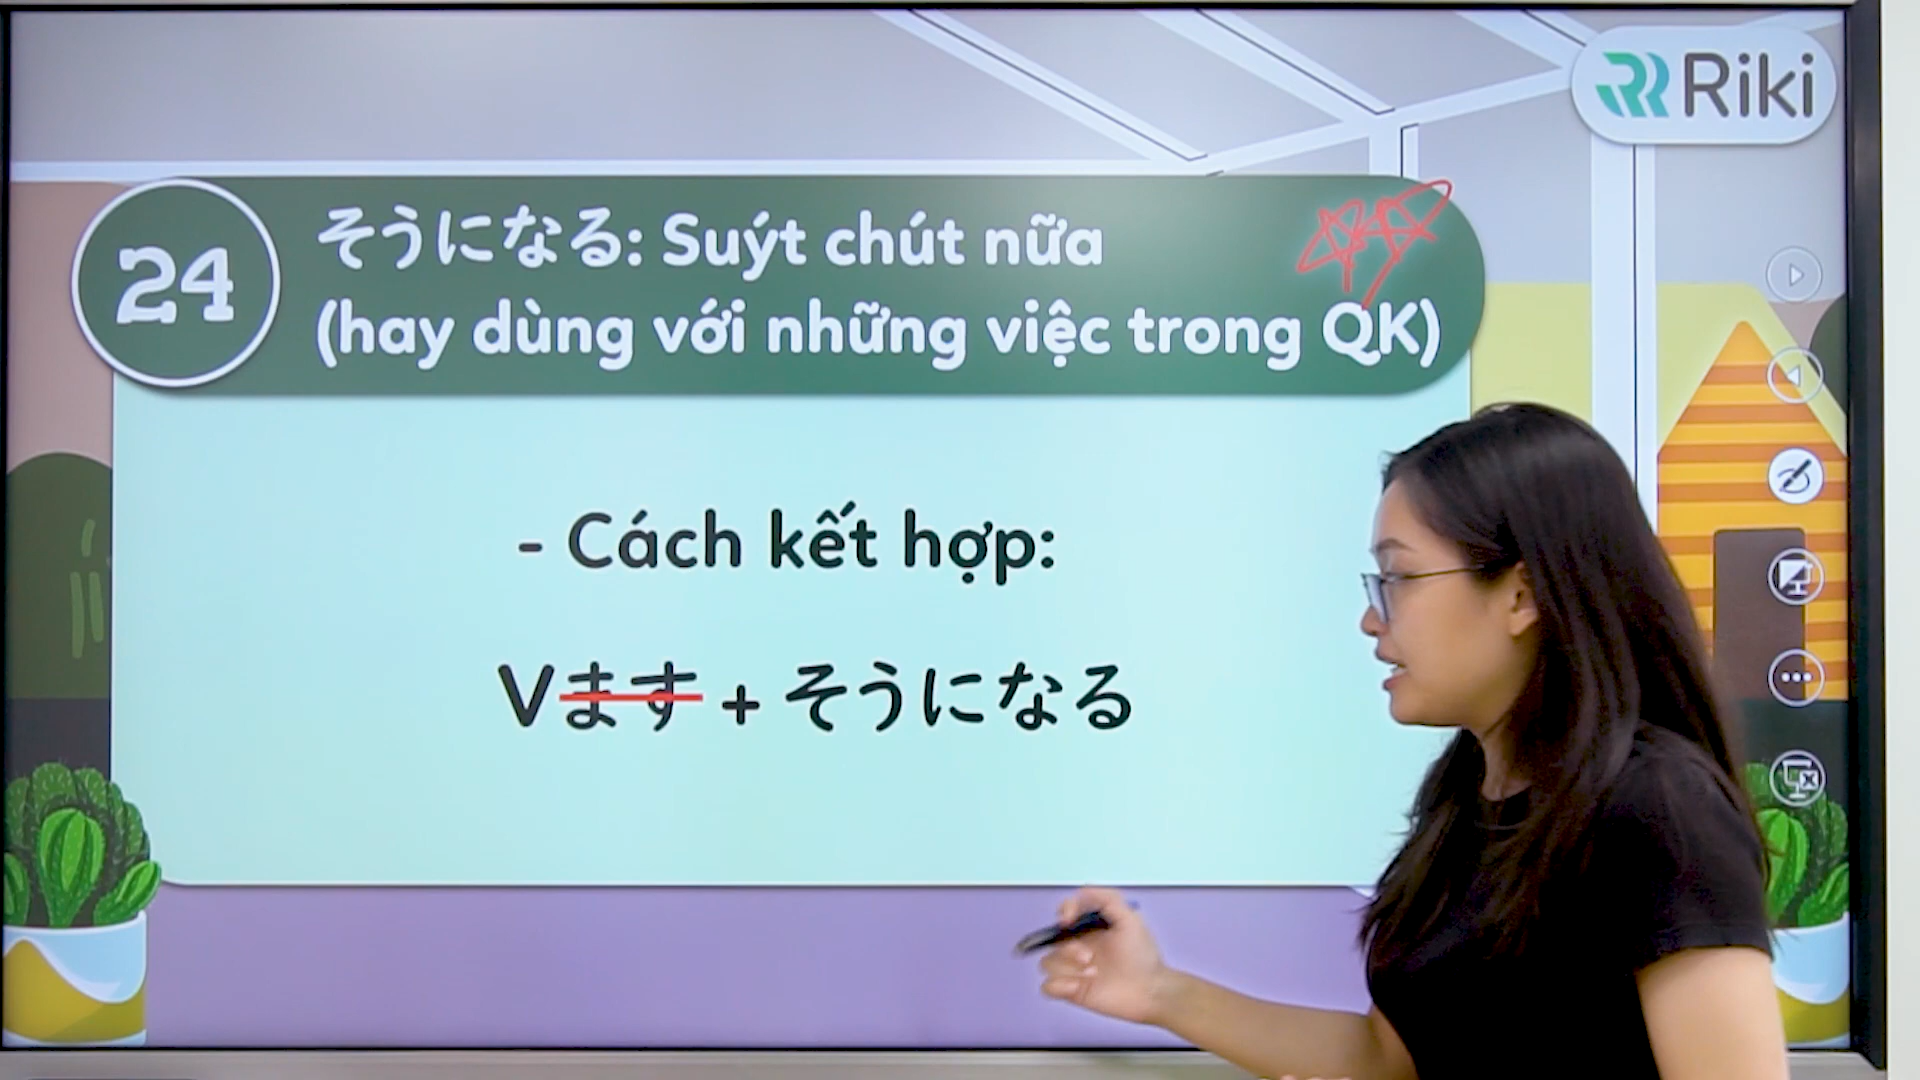 Riki
24
そうになる: Suýt chút nữa
(hay dùng với những việc trong QK)
- Cách kết hợp:
Vます + そうになる